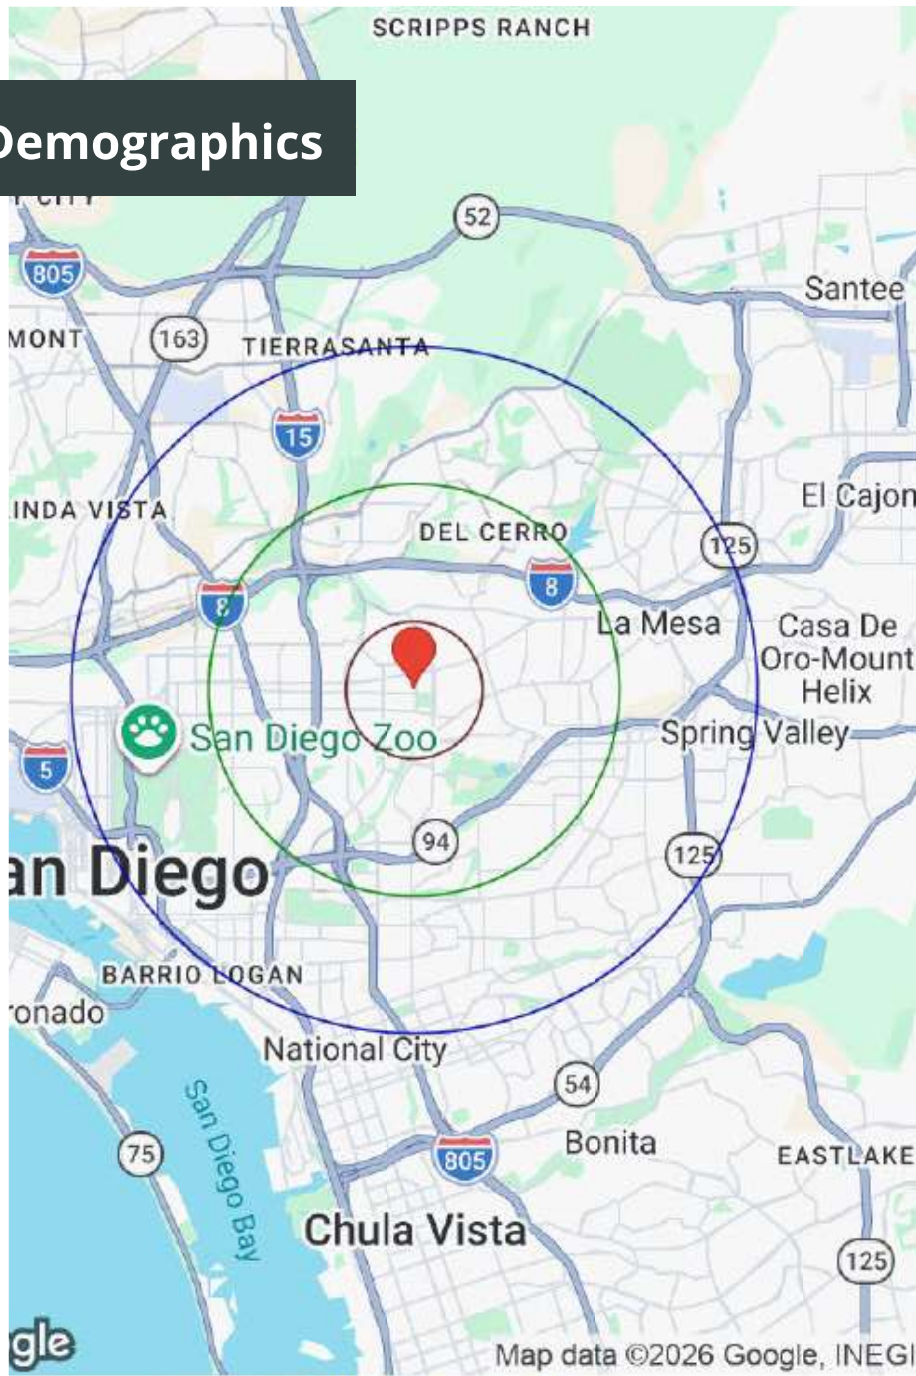 SCRIPPS RANCH
Demographics
Y CITY
52
805
Santee
MONT
163
TIERRASANTA
15
El Cajon
INDA VISTA
DEL CERRO
125
8
8
La Mesa
Casa De
Oro-Mount
Helix
San Diego Zoo
Spring Valley
5
94
125
an Diego
BARRIO LOGAN
ronado
National City
54
San Diego Bay
Bonita
75
805
EASTLAKE
Chula Vista
125
gle
Map data ©2026 Google, INEGI